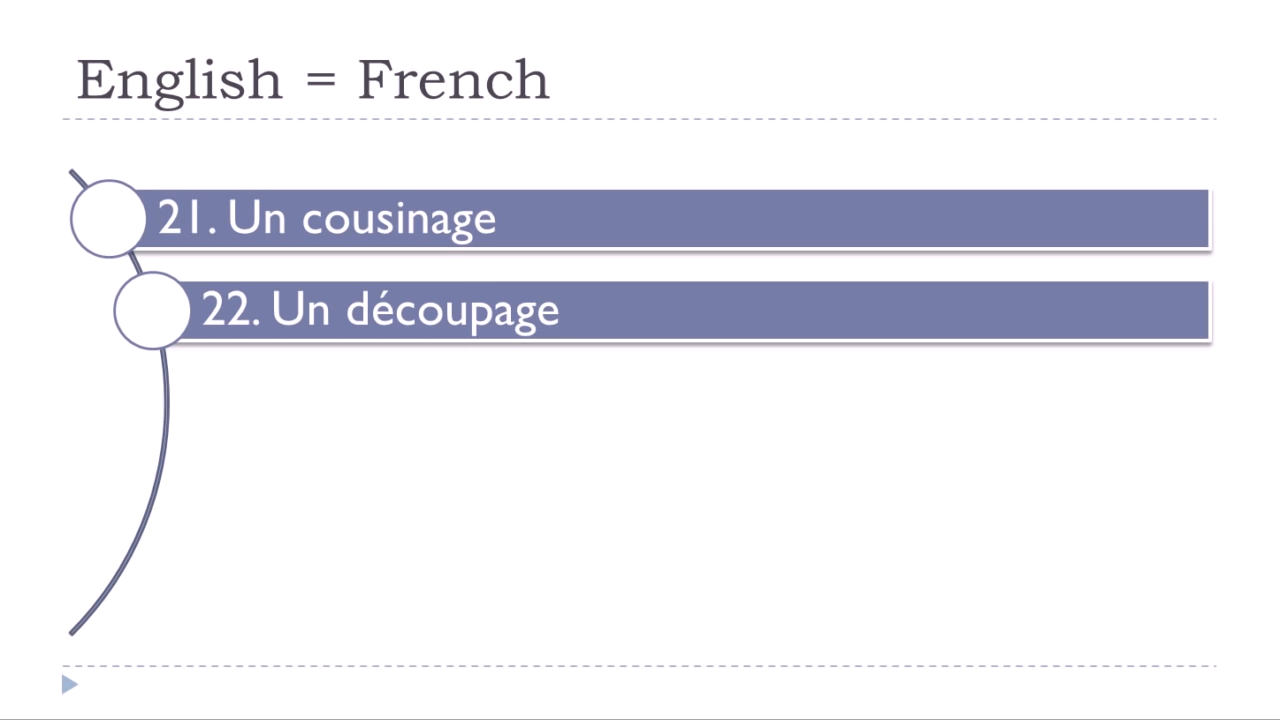 English = French
21. Un cousinage
22. Un découpage